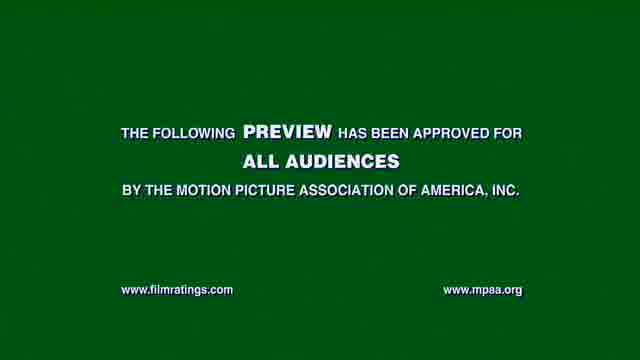 THE FOLLOWING PREVIEW HAS BEEN APPROVED FOR
ALL AUDIENCES
BY THE MOTION PICTURE ASSOCIATION OF AMERICA, INC.
www.filmratings.com www.mpaa.org